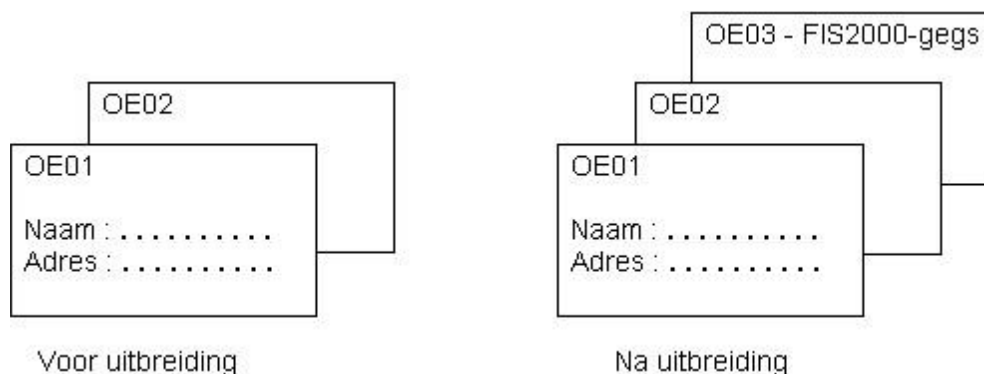 OE02
OE01
Naam : . . . . . . . . . .
Adres : . . . . . . . . . .
Voor uitbreiding
OE03 - FIS2000-gegs
OE02
OE01
Naam : . . . . . . . . . .
Adres : . . . . . . . . . .
Na uitbreiding